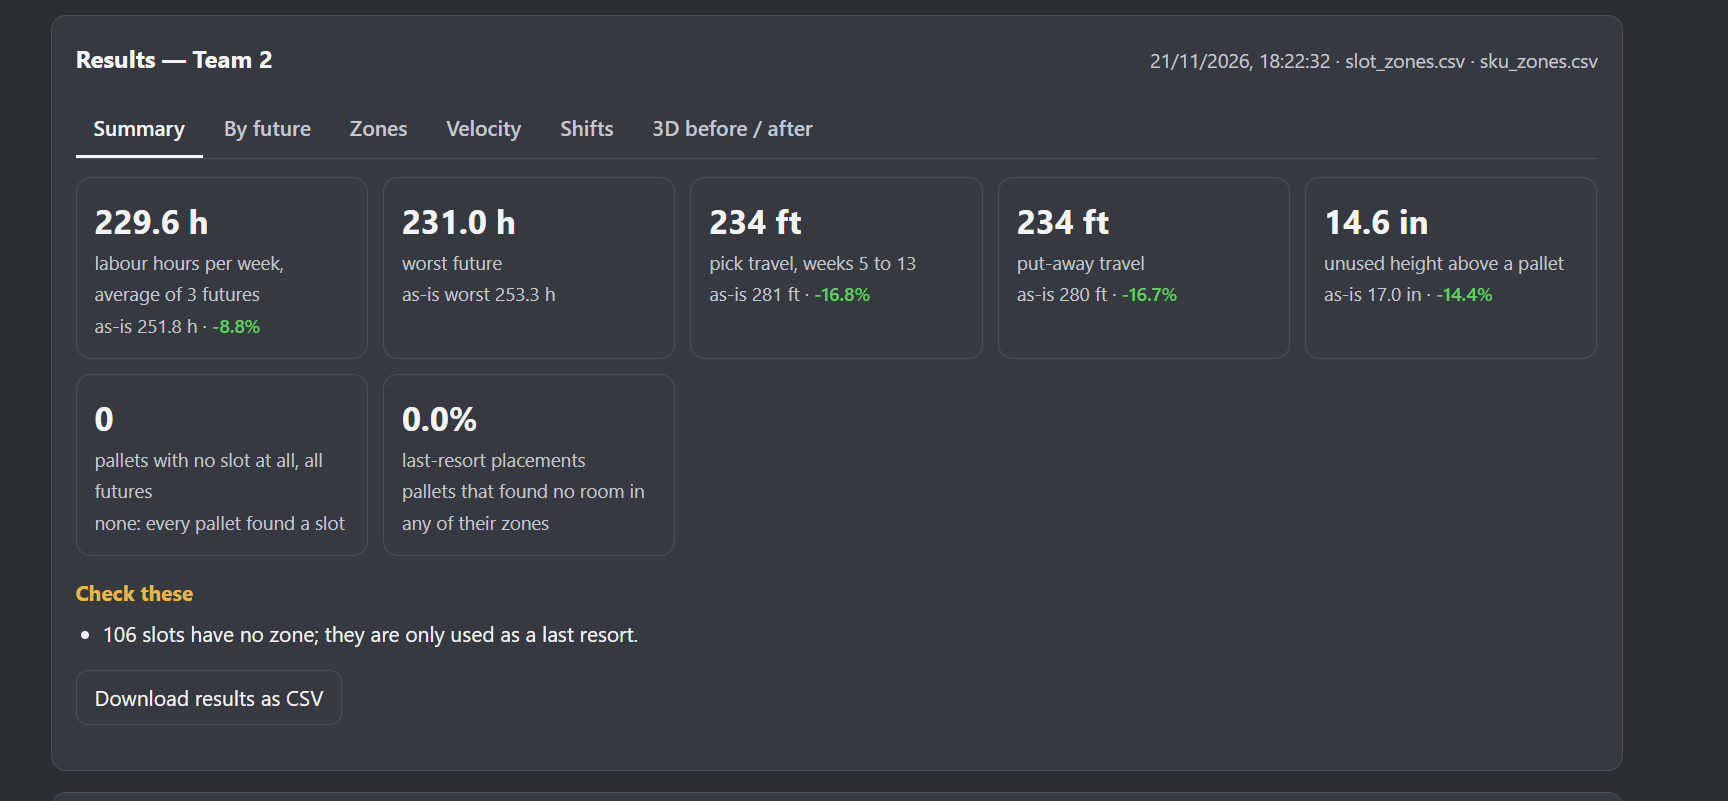 Results — Team 2
21/11/2026, 18:22:32 · slot_zones.csv · sku_zones.csv
Summary
By future
Zones
Velocity
Shifts
3D before / after
229.6 h
labour hours per week,
average of 3 futures
as-is 251.8 h · -8.8%
231.0 h
worst future
as-is worst 253.3 h
234 ft
pick travel, weeks 5 to 13
as-is 281 ft · -16.8%
234 ft
put-away travel
as-is 280 ft · -16.7%
14.6 in
unused height above a pallet
as-is 17.0 in · -14.4%
0
pallets with no slot at all, all
futures
none: every pallet found a slot
0.0%
last-resort placements
pallets that found no room in
any of their zones
Check these
• 106 slots have no zone; they are only used as a last resort.
Download results as CSV